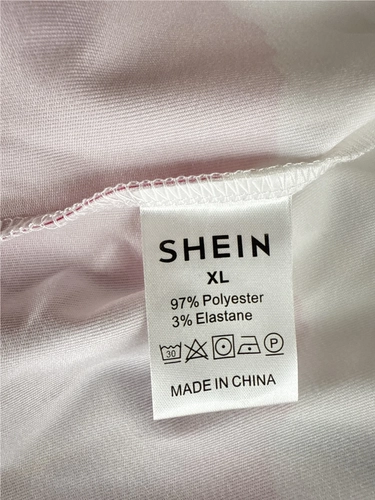 SHEIN
XL
97% Polyester
3% Elastane
30 P
MADE IN CHINA